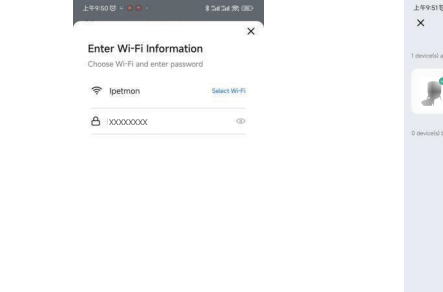 上午9:50
Enter Wi-Fi Information
Choose Wi-Fi and enter password
Ipetmon
Select Wi-Fi
XXXXXXXX
上午9:51
1 device(s) a
0 device(s)